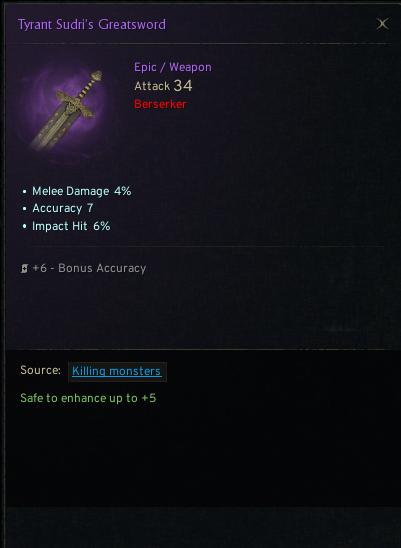 Tyrant Sudri's Greatsword
Epic / Weapon
Attack 34
Berserker
• Melee Damage 4%
• Accuracy 7
• Impact Hit 6%
+6 - Bonus Accuracy
Source: Killing monsters
Safe to enhance up to +5